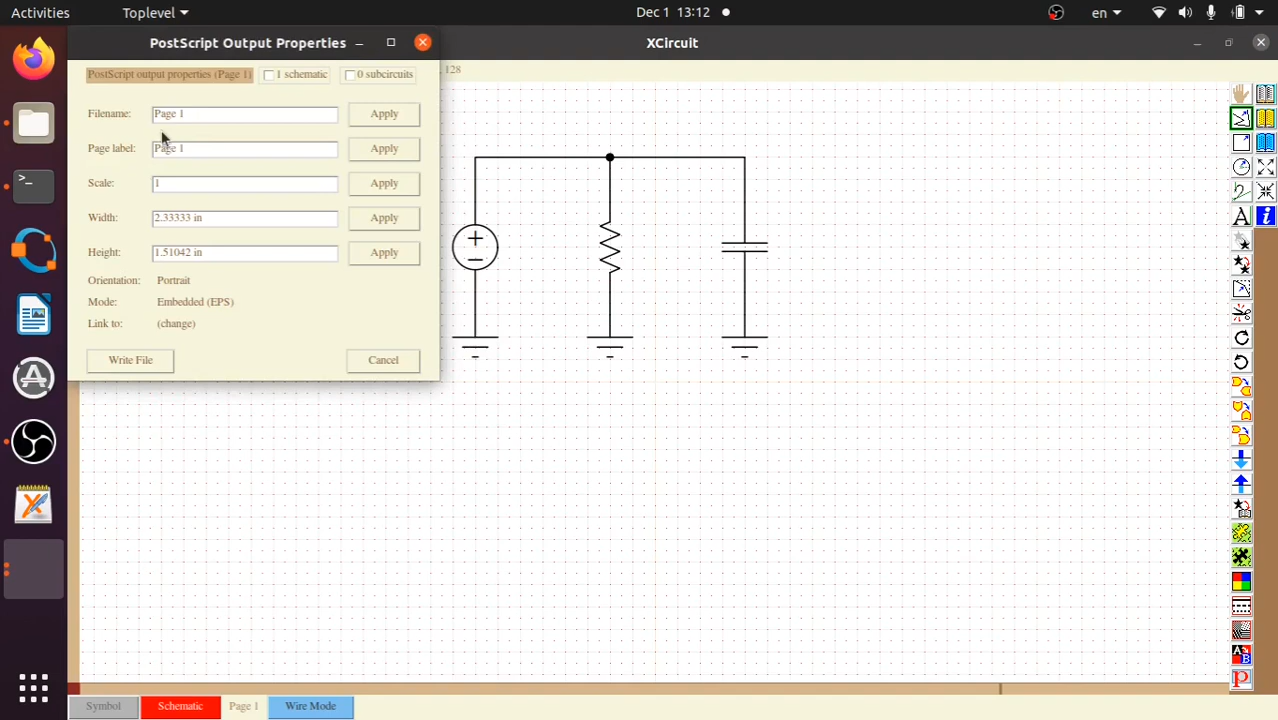 Activities
Toplevel
Dec 1 13:12
en
PostScript Output Properties
XCircuit
PostScript output properties (Page 1)
1 schematic
0 subcircuits
128
Filename:
Page 1
Apply
Page label:
Page 1
Apply
Scale:
1
Apply
Width:
2.33333 in
Apply
Height:
1.51042 in
Apply
Orientation:
Portrait
Mode:
Embedded (EPS)
Link to:
(change)
Write File
Cancel
Symbol
Schematic
Page 1
Wire Mode